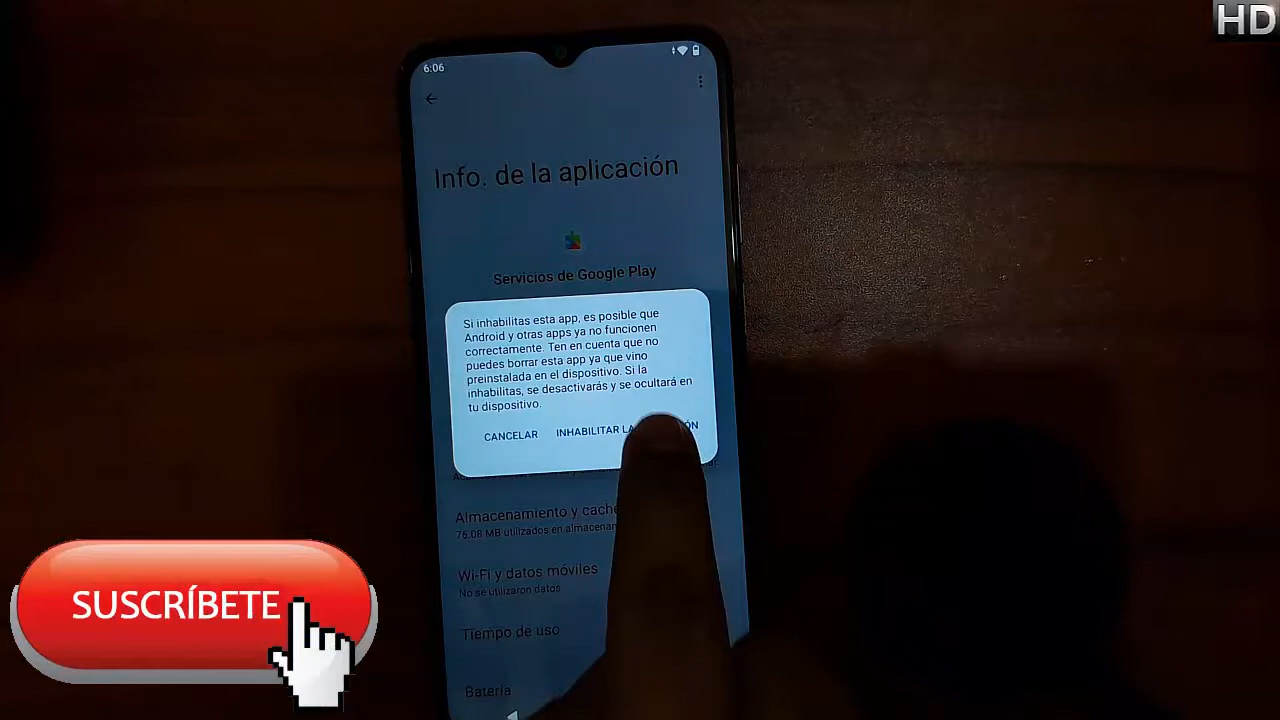 HD
6:06
Info. de la aplicación
Servicios de Google Play
Si inhabilitas esta app, es posible que
Android y otras apps ya no funcionen
correctamente. Ten en cuenta que no
puedes borrar esta app ya que vino
preinstalada en el dispositivo. Si la
inhabilitas, se desactivarás y se ocultará en
tu dispositivo.
CANCELAR INHABILITAR LA
Almacenamiento y caché
76.08 MB utilizados en
Wi-Fi y datos móviles
No se utilizaron datos
Tiempo de uso
Batería
SUSCRÍBETE